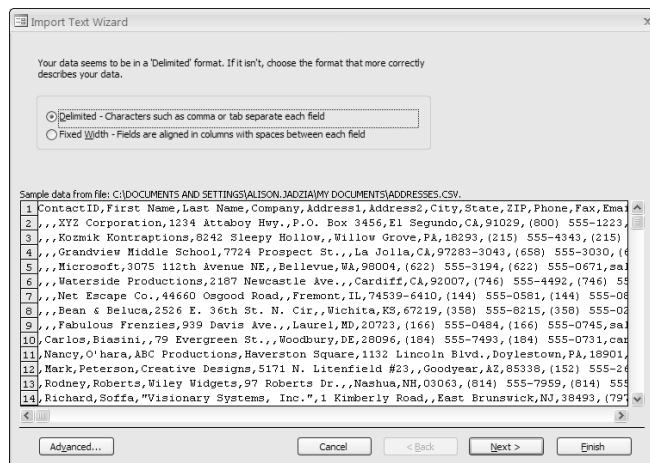 Import Text Wizard
Your data seems to be in a 'Delimited' format. If it isn't, choose the format that more correctly
describes your data.
Delimited - Characters such as comma or tab separate each field
Fixed Width - Fields are aligned in columns with spaces between each field
Sample data from file: C:\DOCUMENTS AND SETTINGS\ALISON.JADZIA\MY DOCUMENTS\ADDRESSES.CSV.
1 ContactID,First Name,Last Name,Company,Address1,Address2,City,State,ZIP,Phone,Fax,Emai
2 ,,,XYZ Corporation,1234 Attaboy Hwy.,P.O. Box 3456,El Segundo,CA,91029,(800) 555-1223,
3 ,,,Kozmik Kontraptions,8242 Sleepy Hollow,,Willow Grove,PA,18293,(215) 555-4343,(215)
4 ,,,Grandview Middle School,7724 Prospect St.,,La Jolla,CA,97283-3043,(658) 555-3030,(6
5 ,,,Microsoft,3075 112th Avenue NE,,Bellevue,WA,98004,(622) 555-3194,(622) 555-0671,sal
6 ,,,Waterside Productions,2187 Newcastle Ave.,,Cardiff,CA,92007,(746) 555-4492,(746) 55
7 ,,,Net Escape Co.,44660 Osgood Road,,Fremont,IL,74539-6410,(144) 555-0581,(144) 555-08
8 ,,,Bean & Beluca,2526 E. 36th St. N. Cir,,Wichita,KS,67219,(358) 555-8215,(358) 555-02
9 ,,,Fabulous Frenzies,939 Davis Ave.,,Laurel,MD,20723,(166) 555-0484,(166) 555-0745,sal
10 ,Carlos,Biasini,,79 Evergreen St.,,Woodbury,DE,28096,(184) 555-7493,(184) 555-0731,car
11 ,Nancy,O'hara,ABC Productions,Haverston Square,1132 Lincoln Blvd.,Doylestown,PA,18901,
12 ,Mark,Peterson,Creative Designs,5171 N. Litenfield #23,,Goodyear,AZ,85338,(152) 555-26
13 ,Rodney,Roberts,Wiley Widgets,97 Roberts Dr.,,Nashua,NH,03063,(814) 555-7959,(814) 555
14 ,Richard,Soffa,"Visionary Systems, Inc.",1 Kimberly Road,,East Brunswick,NJ,38493,(797
Advanced... Cancel < Back Next > Finish